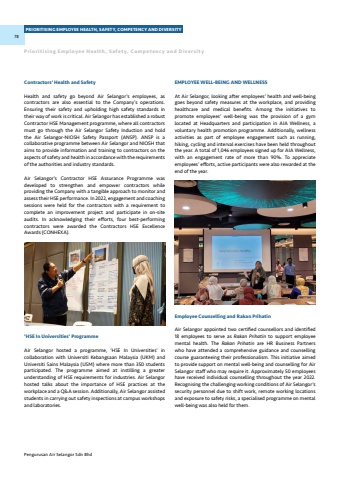 PRIORITISING EMPLOYEE HEALTH, SAFETY, COMPETENCY AND DIVERSITY
78
Prioritizing Employee Health, Safety, Competency and Diversity
Contractors' Health and Safety
Health and safety go beyond Air Selangor's employees, as
contractors are also essential to the Company's operations.
Ensuring their safety and upholding high safety standards in
their way of work is critical. Air Selangor has established a robust
Contractor HSE Management programme, where all contractors
must go through the Air Selangor Safety Induction and hold
the Air Selangor-NIOSH Safety Passport (ANSP). ANSP is a
collaborative programme between Air Selangor and NIOSH that
aims to provide information and training to contractors on the
aspects of safety and health in accordance with the requirements
of the authorities and industry standards.
Air Selangor's Contractor HSE Assurance Programme was
developed to strengthen and empower contractors while
providing the Company with a tangible approach to monitor and
assess their HSE performance. In 2022, engagement and coaching
sessions were held for the contractors with a requirement to
complete an improvement project and participate in on-site
audits. In acknowledging their efforts, four best-performing
contractors were awarded the Contractors HSE Excellence
Awards (CONHEXA).
'HSE In Universities' Programme
Air Selangor hosted a programme, 'HSE In Universities' in
collaboration with Universiti Kebangsaan Malaysia (UKM) and
Universiti Sains Malaysia (USM) where more than 350 students
participated. The programme aimed at instilling a greater
understanding of HSE requirements for industries. Air Selangor
hosted talks about the importance of HSE practices at the
workplace and a Q&A session. Additionally, Air Selangor assisted
students in carrying out safety inspections at campus workshops
and laboratories.
EMPLOYEE WELL-BEING AND WELLNESS
At Air Selangor, looking after employees' health and well-being
goes beyond safety measures at the workplace, and providing
healthcare and medical benefits. Among the initiatives to
promote employees' well-being was the provision of a gym
located at Headquarters and participation in AIA Wellness, a
voluntary health promotion programme. Additionally, wellness
activities as part of employee engagement such as running,
hiking, cycling and interval exercises have been held throughout
the year. A total of 1,046 employees signed up for AIA Wellness,
with an engagement rate of more than 90%. To appreciate
employees' efforts, active participants were also rewarded at the
end of the year.
Employee Counselling and Rakan Prihatin
Air Selangor appointed two certified counsellors and identified
18 employees to serve as Rakan Prihatin to support employee
mental health. The Rakan Prihatin are HR Business Partners
who have attended a comprehensive guidance and counselling
course guaranteeing their professionalism. This initiative aimed
to provide support on mental well-being and counselling for Air
Selangor staff who may require it. Approximately 50 employees
have received individual counselling throughout the year 2022.
Recognising the challenging working conditions of Air Selangor's
security personnel due to shift work, remote working locations
and exposure to safety risks, a specialised programme on mental
well-being was also held for them.
Pengurusan Air Selangor Sdn Bhd